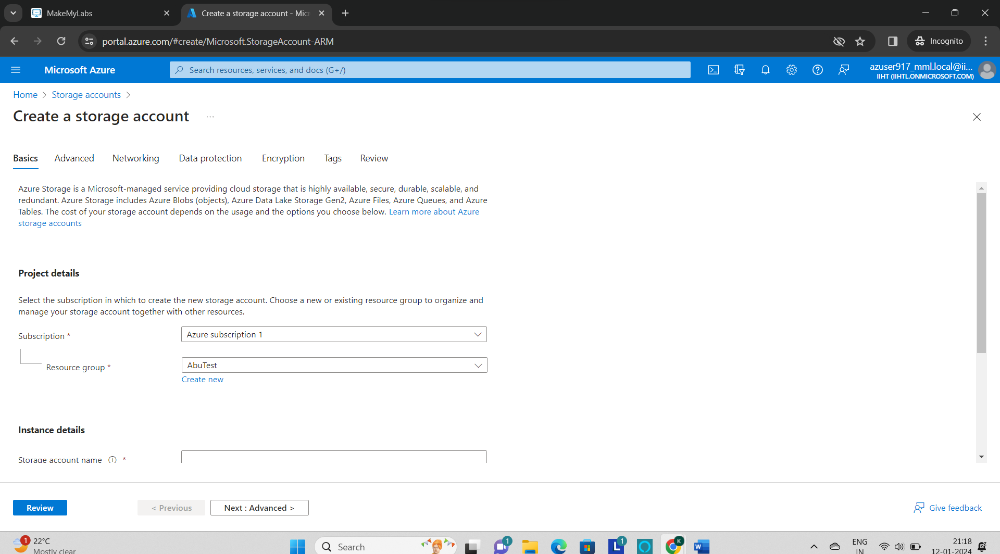 MakeMyLabs
Create a storage account - Micr
portal.azure.com/#create/Microsoft.StorageAccount-ARM
Incognito
Microsoft Azure
Search resources, services, and docs (G+/)
azuser917_mml.local@ii...
IIHT (IIHTL.ONMICROSOFT.COM)
Home > Storage accounts >
Create a storage account ...
Basics Advanced Networking Data protection Encryption Tags Review
Azure Storage is a Microsoft-managed service providing cloud storage that is highly available, secure, durable, scalable, and
redundant. Azure Storage includes Azure Blobs (objects), Azure Data Lake Storage Gen2, Azure Files, Azure Queues, and Azure
Tables. The cost of your storage account depends on the usage and the options you choose below. Learn more about Azure
storage accounts
Project details
Select the subscription in which to create the new storage account. Choose a new or existing resource group to organize and
manage your storage account together with other resources.
Subscription *
Azure subscription 1
Resource group *
AbuTest
Create new
Instance details
Storage account name *
Review
< Previous
Next : Advanced >
Give feedback
1
22°C
Mostly clear
Search
1
L
1
K
W
ENG
IN
21:18
12-01-2024